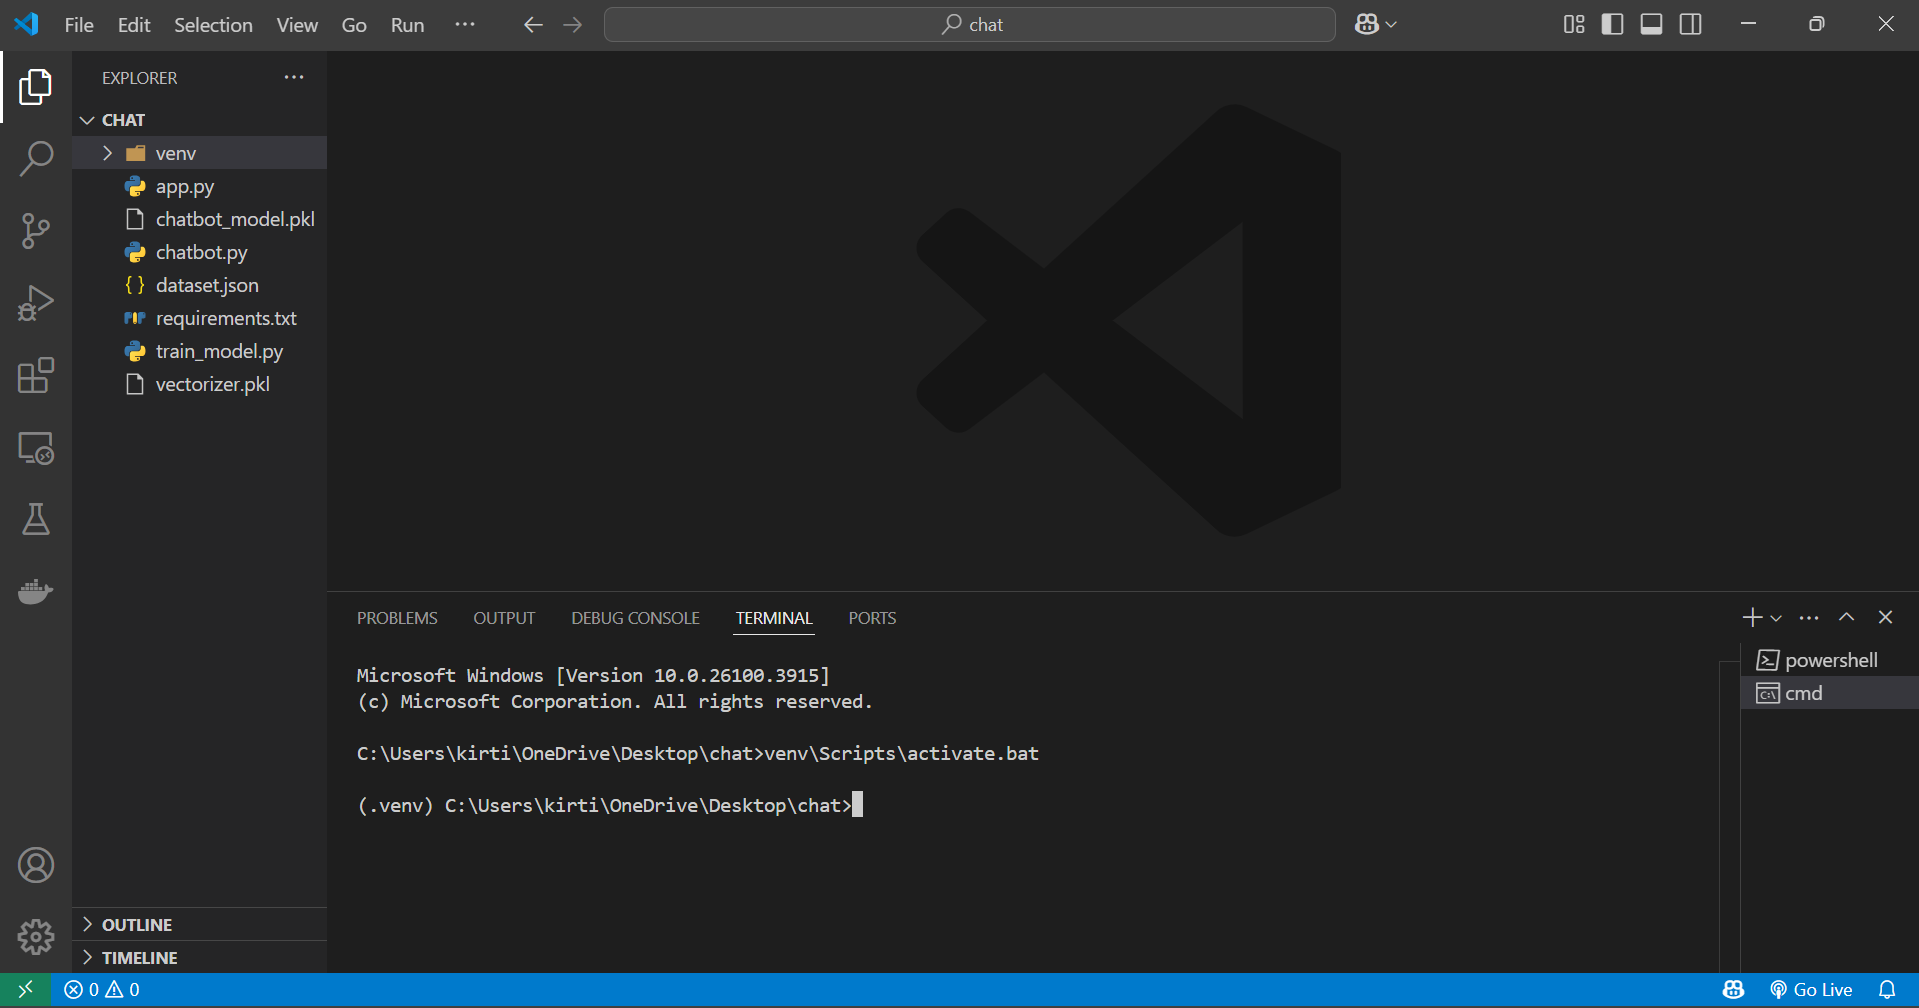 File Edit Selection View Go Run ··· chat
EXPLORER
CHAT
venv
app.py
chatbot_model.pkl
chatbot.py
dataset.json
requirements.txt
train_model.py
vectorizer.pkl
OUTLINE
TIMELINE
PROBLEMS OUTPUT DEBUG CONSOLE TERMINAL PORTS
Microsoft Windows [Version 10.0.26100.3915]
(c) Microsoft Corporation. All rights reserved.
C:\Users\kirti\OneDrive\Desktop\chat>venv\Scripts\activate.bat
(.venv) C:\Users\kirti\OneDrive\Desktop\chat>
powershell
cmd
0 0 Go Live